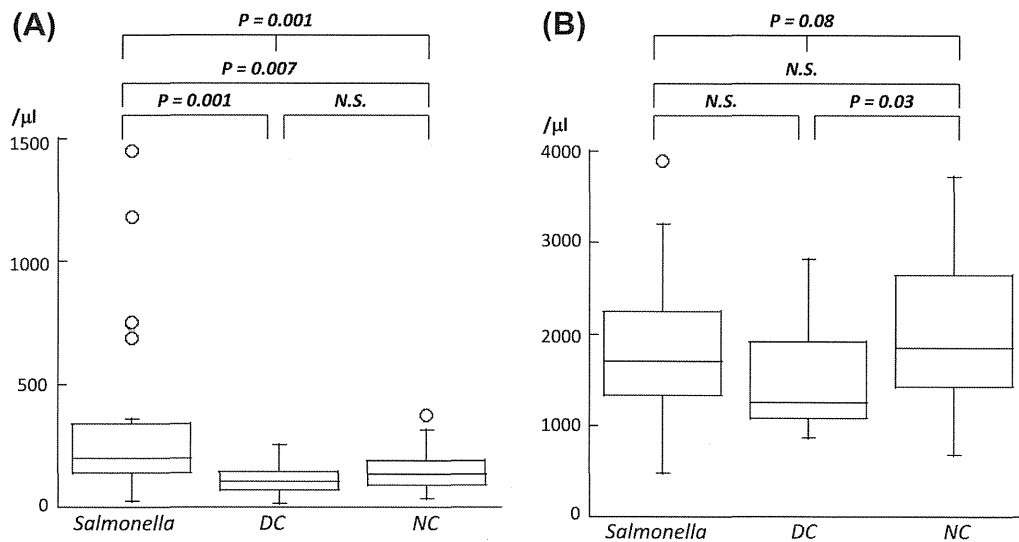 (A)
P = 0.001
P = 0.007
P = 0.001 N.S.
/µl
1500
1000
500
0
Salmonella DC NC
(B)
P = 0.08
N.S.
N.S. P = 0.03
/µl
4000
3000
2000
1000
0
Salmonella DC NC